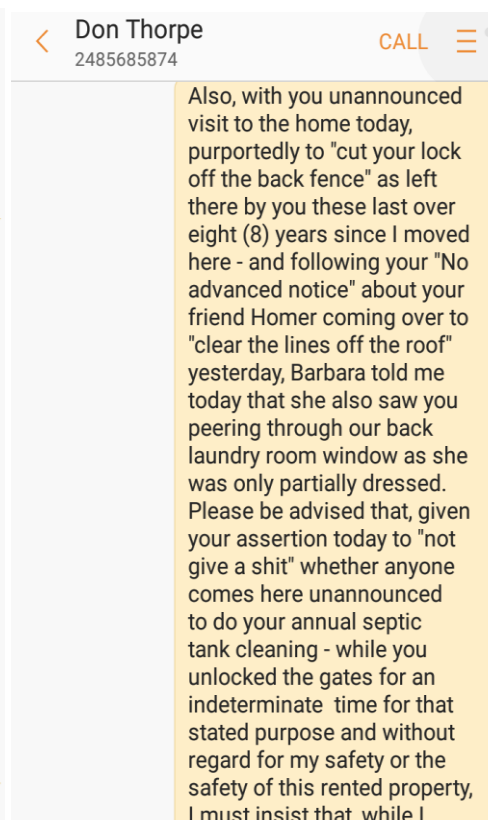 Don Thorpe
CALL
2485685874
Also, with you unannounced
visit to the home today,
purportedly to "cut your lock
off the back fence" as left
there by you these last over
eight (8) years since I moved
here - and following your "No
advanced notice" about your
friend Homer coming over to
"clear the lines off the roof"
yesterday, Barbara told me
today that she also saw you
peering through our back
laundry room window as she
was only partially dressed.
Please be advised that, given
your assertion today to "not
give a shit" whether anyone
comes here unannounced
to do your annual septic
tank cleaning - while you
unlocked the gates for an
indeterminate  time for that
stated purpose and without
regard for my safety or the
safety of this rented property,
I must insist that, while I